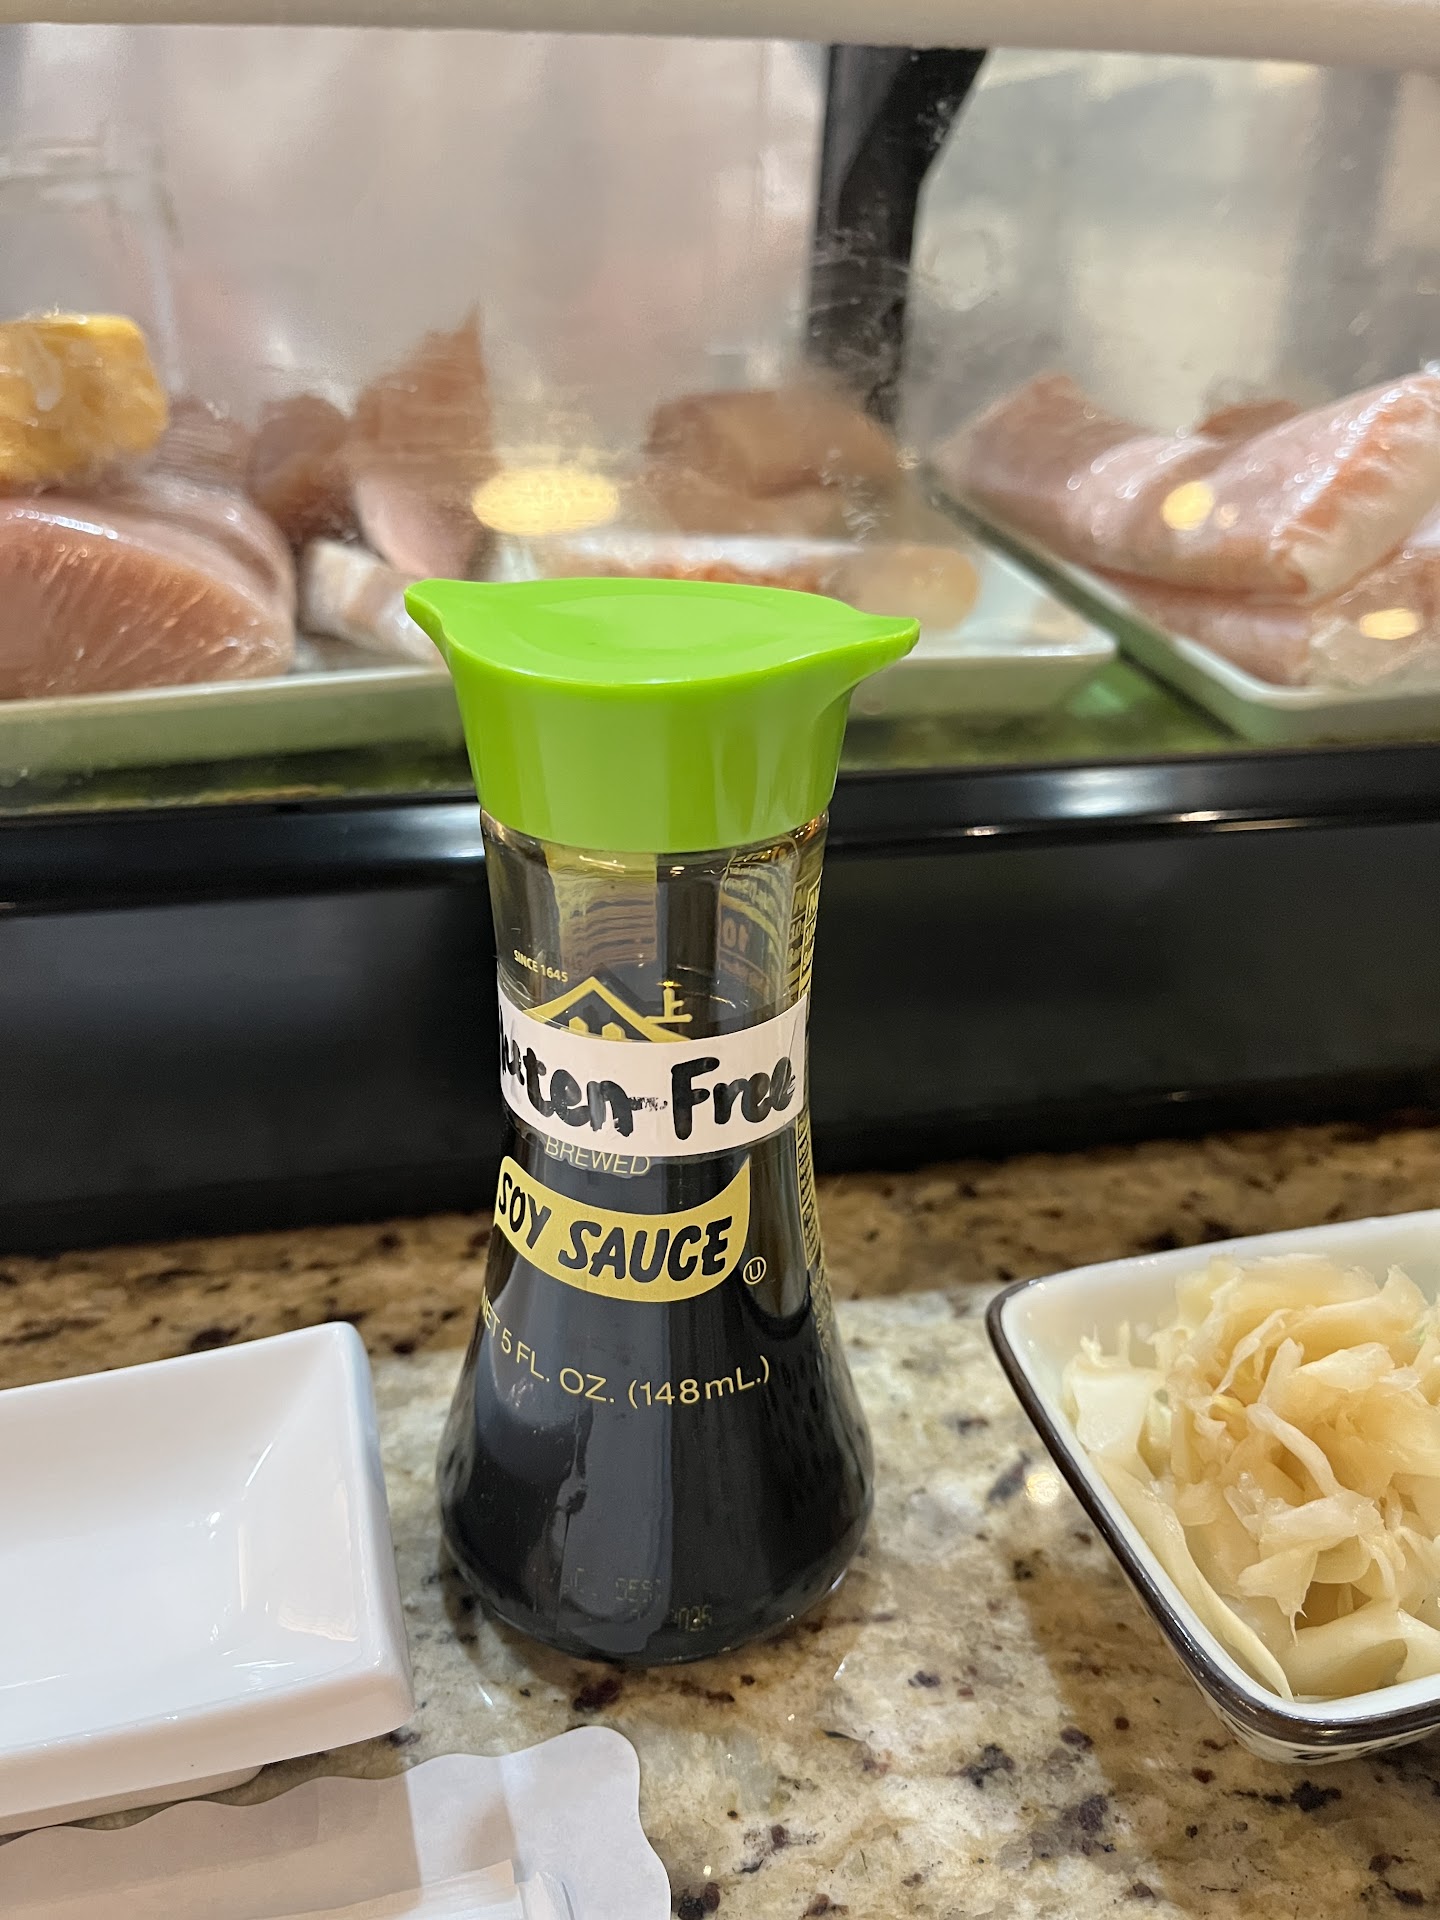 SINCE 1645
uten Free
BREWED
SOY SAUCE
U
NET 5 FL. OZ. (148mL.)